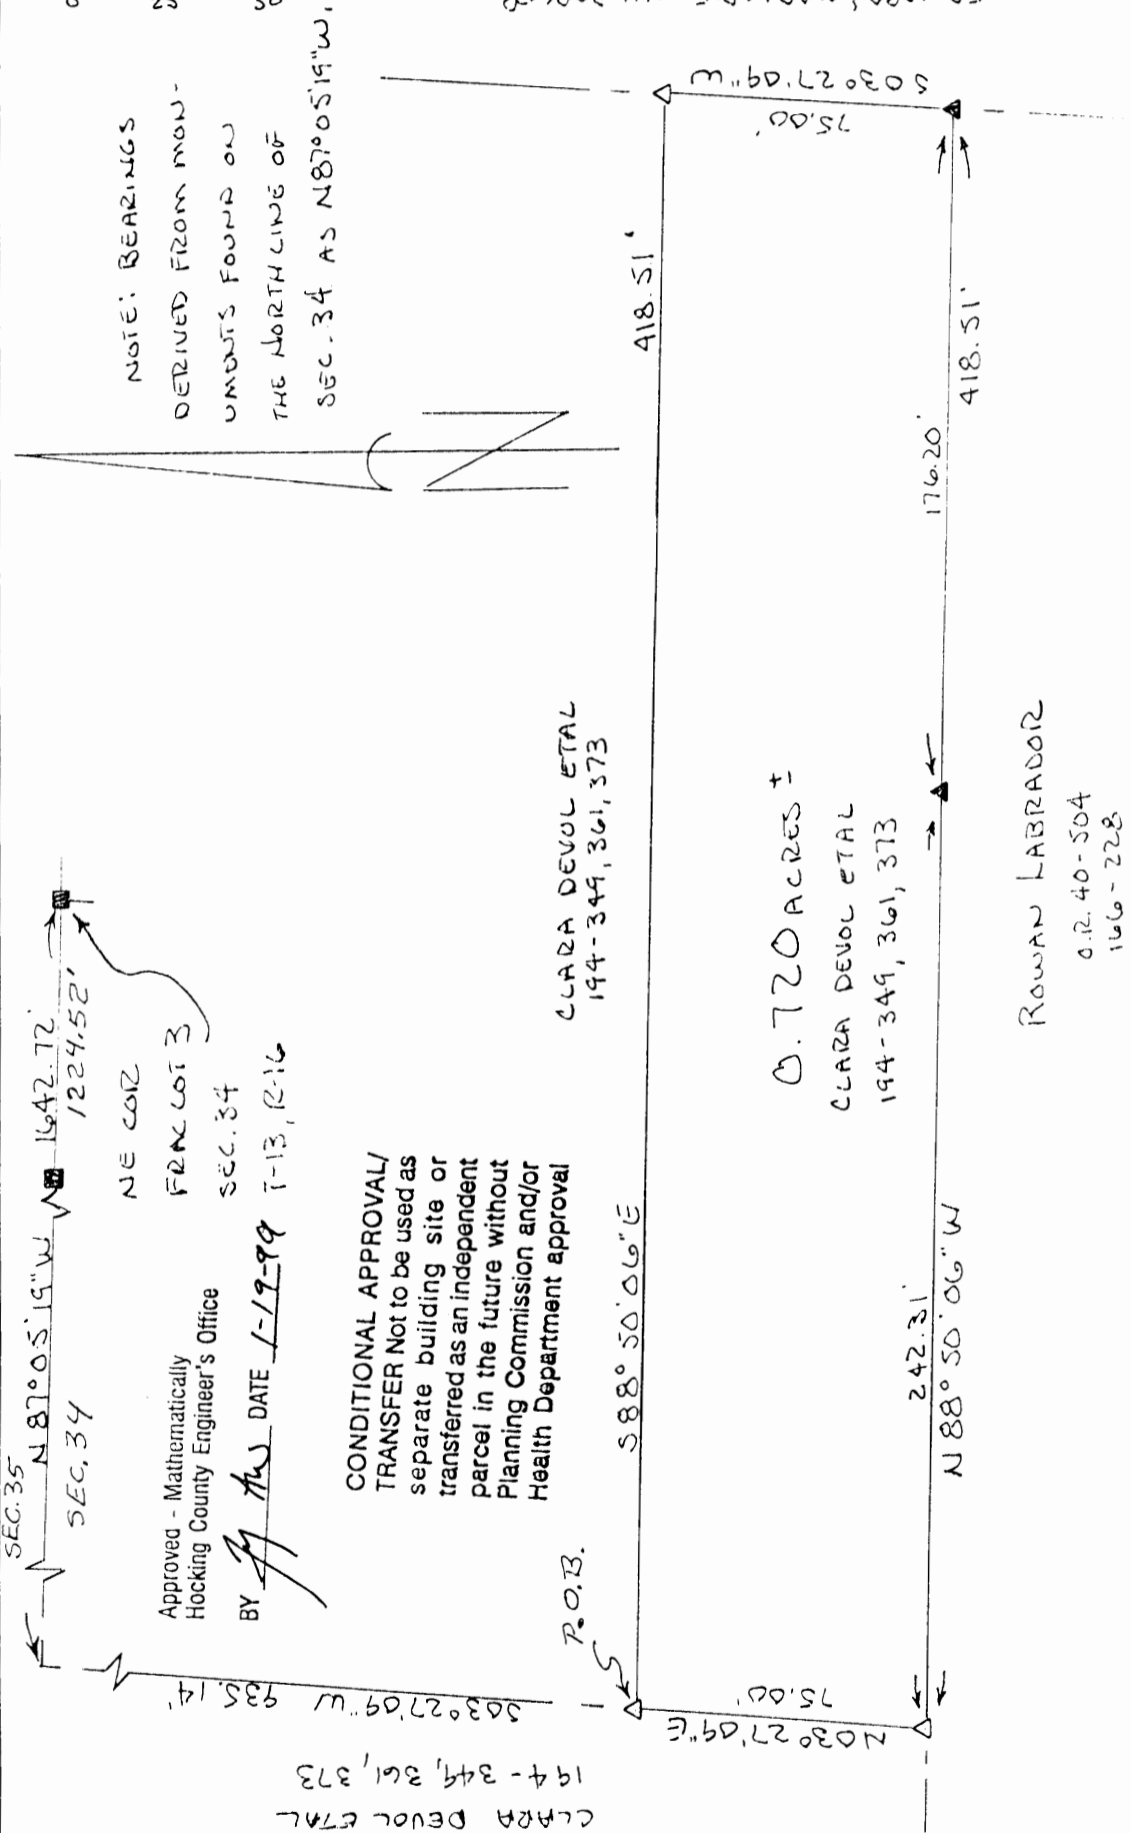 SEC. 35
N 87° 05' 19" W
1642.72'
SEC. 34
1224.52'
NE COR
FRAC LOT 3
SEC. 34
T-13, R-16
NOTE: BEARINGS
DERIVED FROM MON-
UMENTS FOUND ON
THE NORTH LINE OF
SEC. 34 AS N87°05'19"W.
Approved - Mathematically
Hocking County Engineer's Office
BY DATE 1-19-99
CONDITIONAL APPROVAL/
TRANSFER Not to be used as
separate building site or
transferred as an independent
parcel in the future without
Planning Commission and/or
Health Department approval
N
CLARA DEVOL ETAL
194-349, 361, 373
S03°27'09"W 935.14'
P.O.B.
CLARA DEVOL ETAL
194-349, 361, 373
S88° 50' 06" E
418.51'
N03°27'09"E
75.00'
0.720 ACRES ±
CLARA DEVOL ETAL
194-349, 361, 373
S03°27'09"W
75.00'
242.31'
176.20'
N 88° 50' 06" W
418.51'
ROWAN LABRADOR
O.R. 40-504
166-228